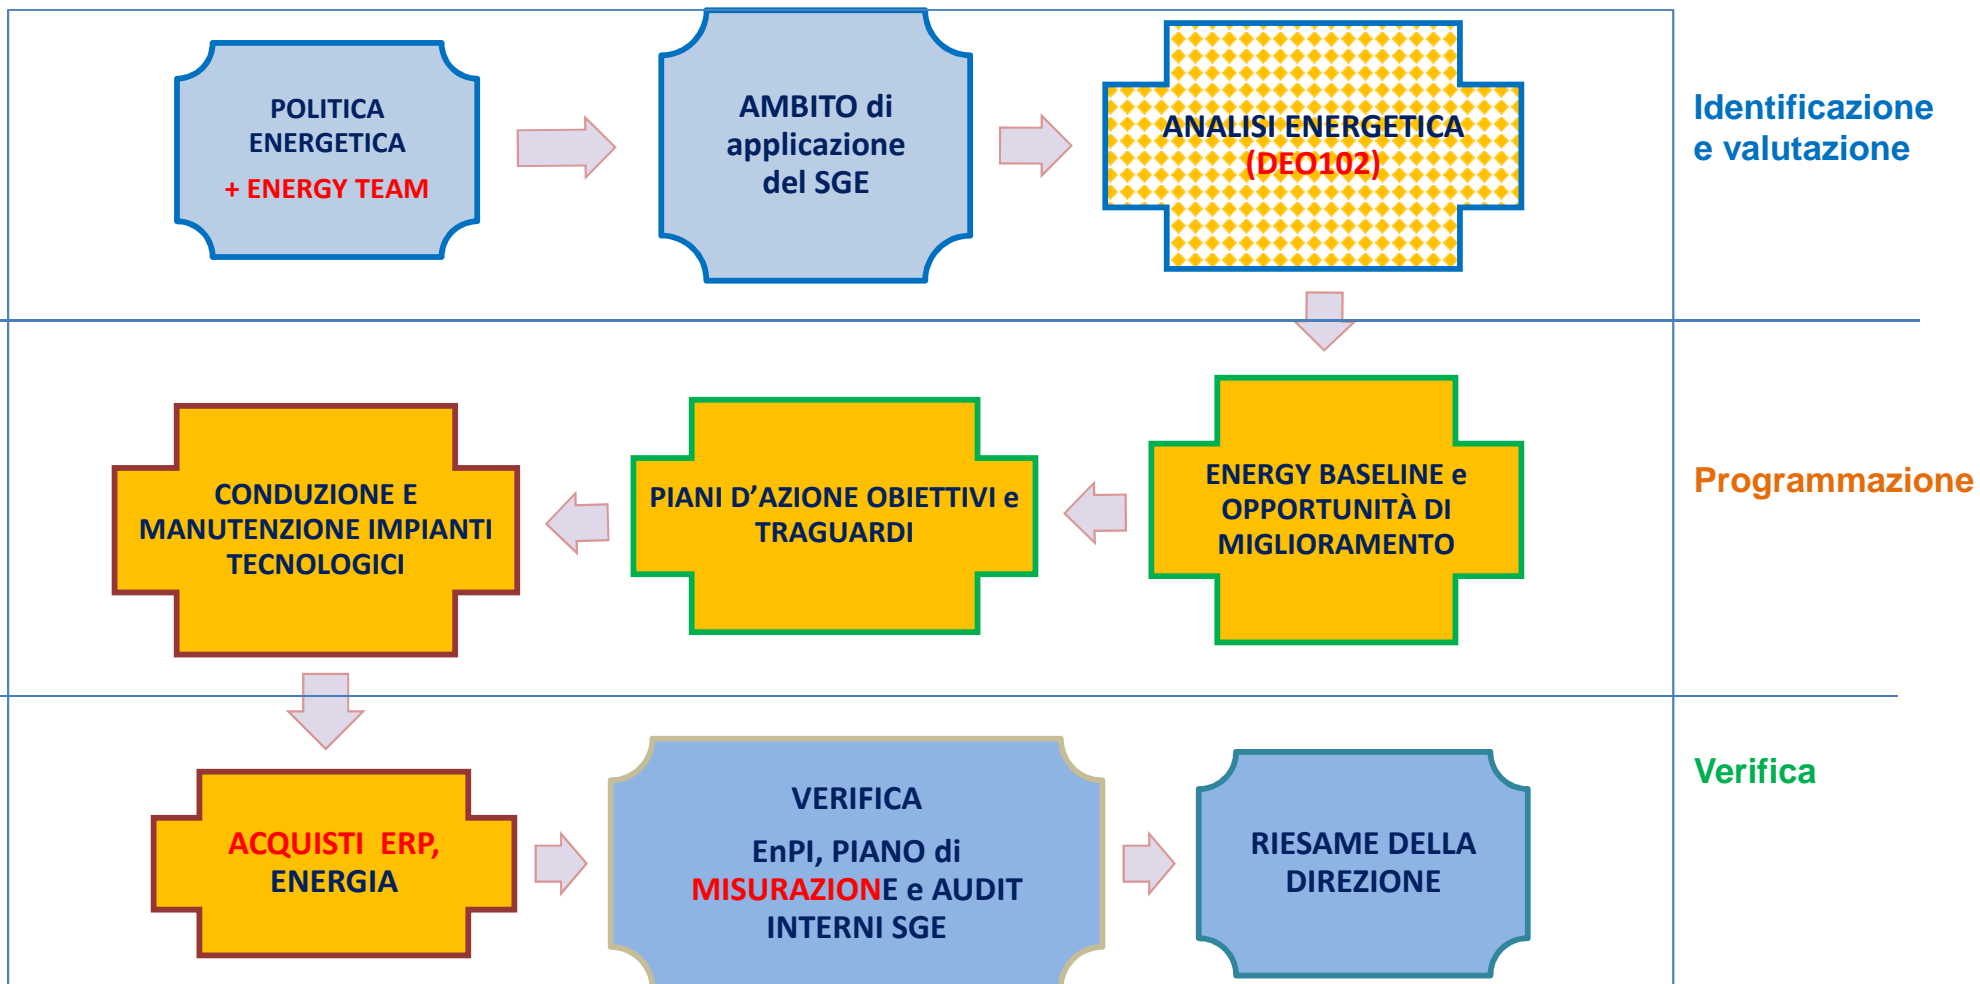 POLITICA
ENERGETICA
+ ENERGY TEAM
AMBITO di
applicazione
del SGE
ANALISI ENERGETICA
(DEO102)
Identificazione
e valutazione
CONDUZIONE E
MANUTENZIONE IMPIANTI
TECNOLOGICI
PIANI D’AZIONE OBIETTIVI e
TRAGUARDI
ENERGY BASELINE e
OPPORTUNITÀ DI
MIGLIORAMENTO
Programmazione
ACQUISTI ERP,
ENERGIA
VERIFICA
EnPI, PIANO di
MISURAZIONE e AUDIT
INTERNI SGE
RIESAME DELLA
DIREZIONE
Verifica